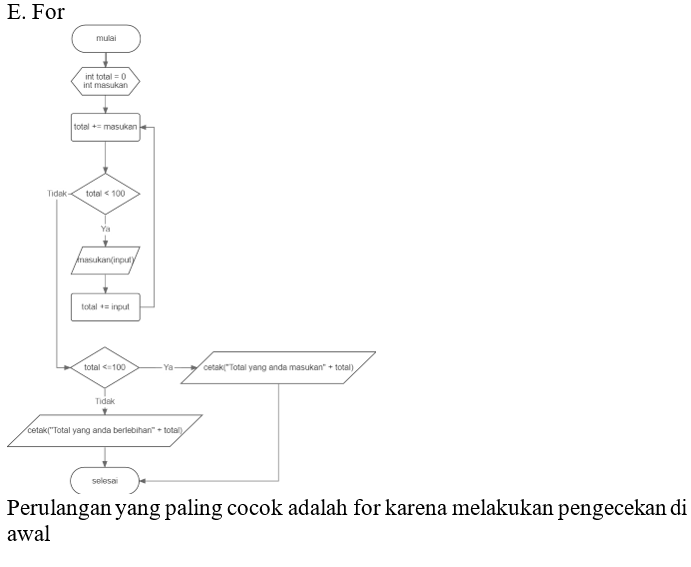 E. For
mulai
int total = 0
int masukan
total += masukan
Tidak
total < 100
Ya
masukan(input)
total += input
total <=100
Ya
cetak("Total yang anda masukan" + total)
Tidak
cetak("Total yang anda berlebihan" + total)
selesai
Perulangan yang paling cocok adalah for karena melakukan pengecekan di
awal